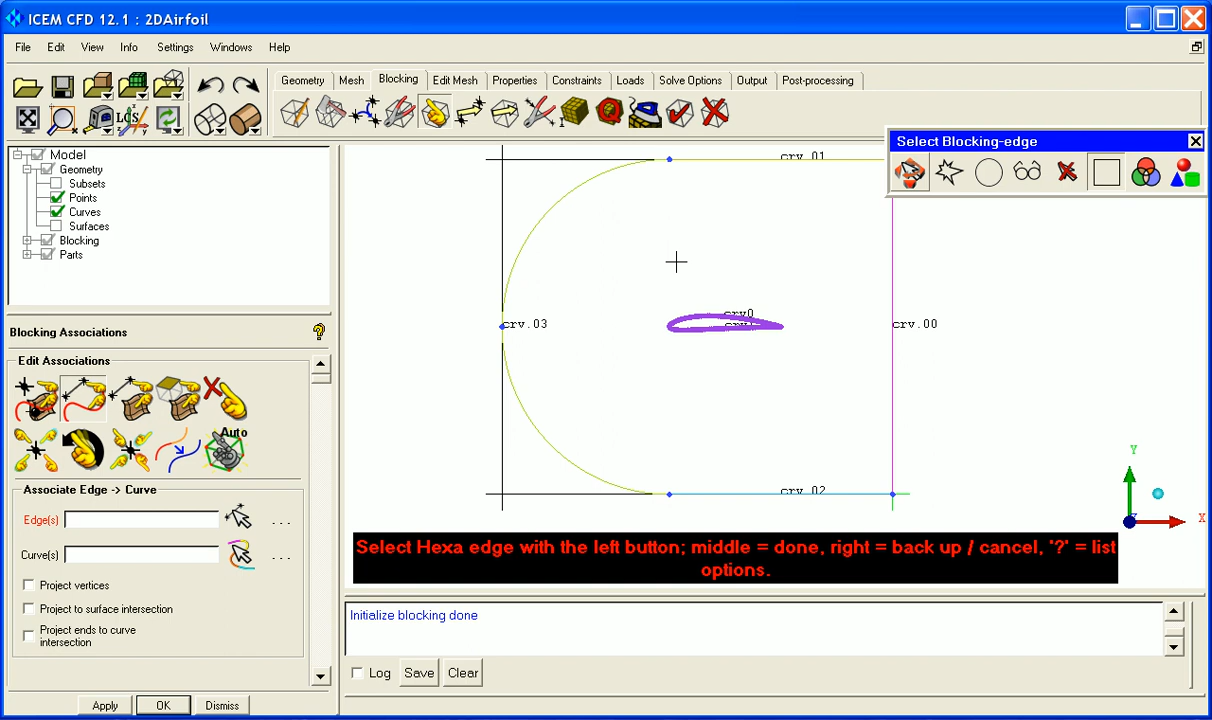 ICEM CFD 12.1 : 2DAirfoil
File Edit View Info Settings Windows Help
Geometry Mesh Blocking Edit Mesh Properties Constraints Loads Solve Options Output Post-processing
LCS
Select Blocking-edge
Model
Geometry
Subsets
Points
Curves
Surfaces
Blocking
Parts
crv.01
crv0
crv.03
crv.00
crv.02
Y
X
Blocking Associations
Edit Associations
Auto
Associate Edge -> Curve
Edge(s)
...
Curve(s)
...
Project vertices
Project to surface intersection
Project ends to curve
intersection
Apply OK Dismiss
Select Hexa edge with the left button; middle = done, right = back up / cancel, '?' = list
options.
Initialize blocking done
Log Save Clear